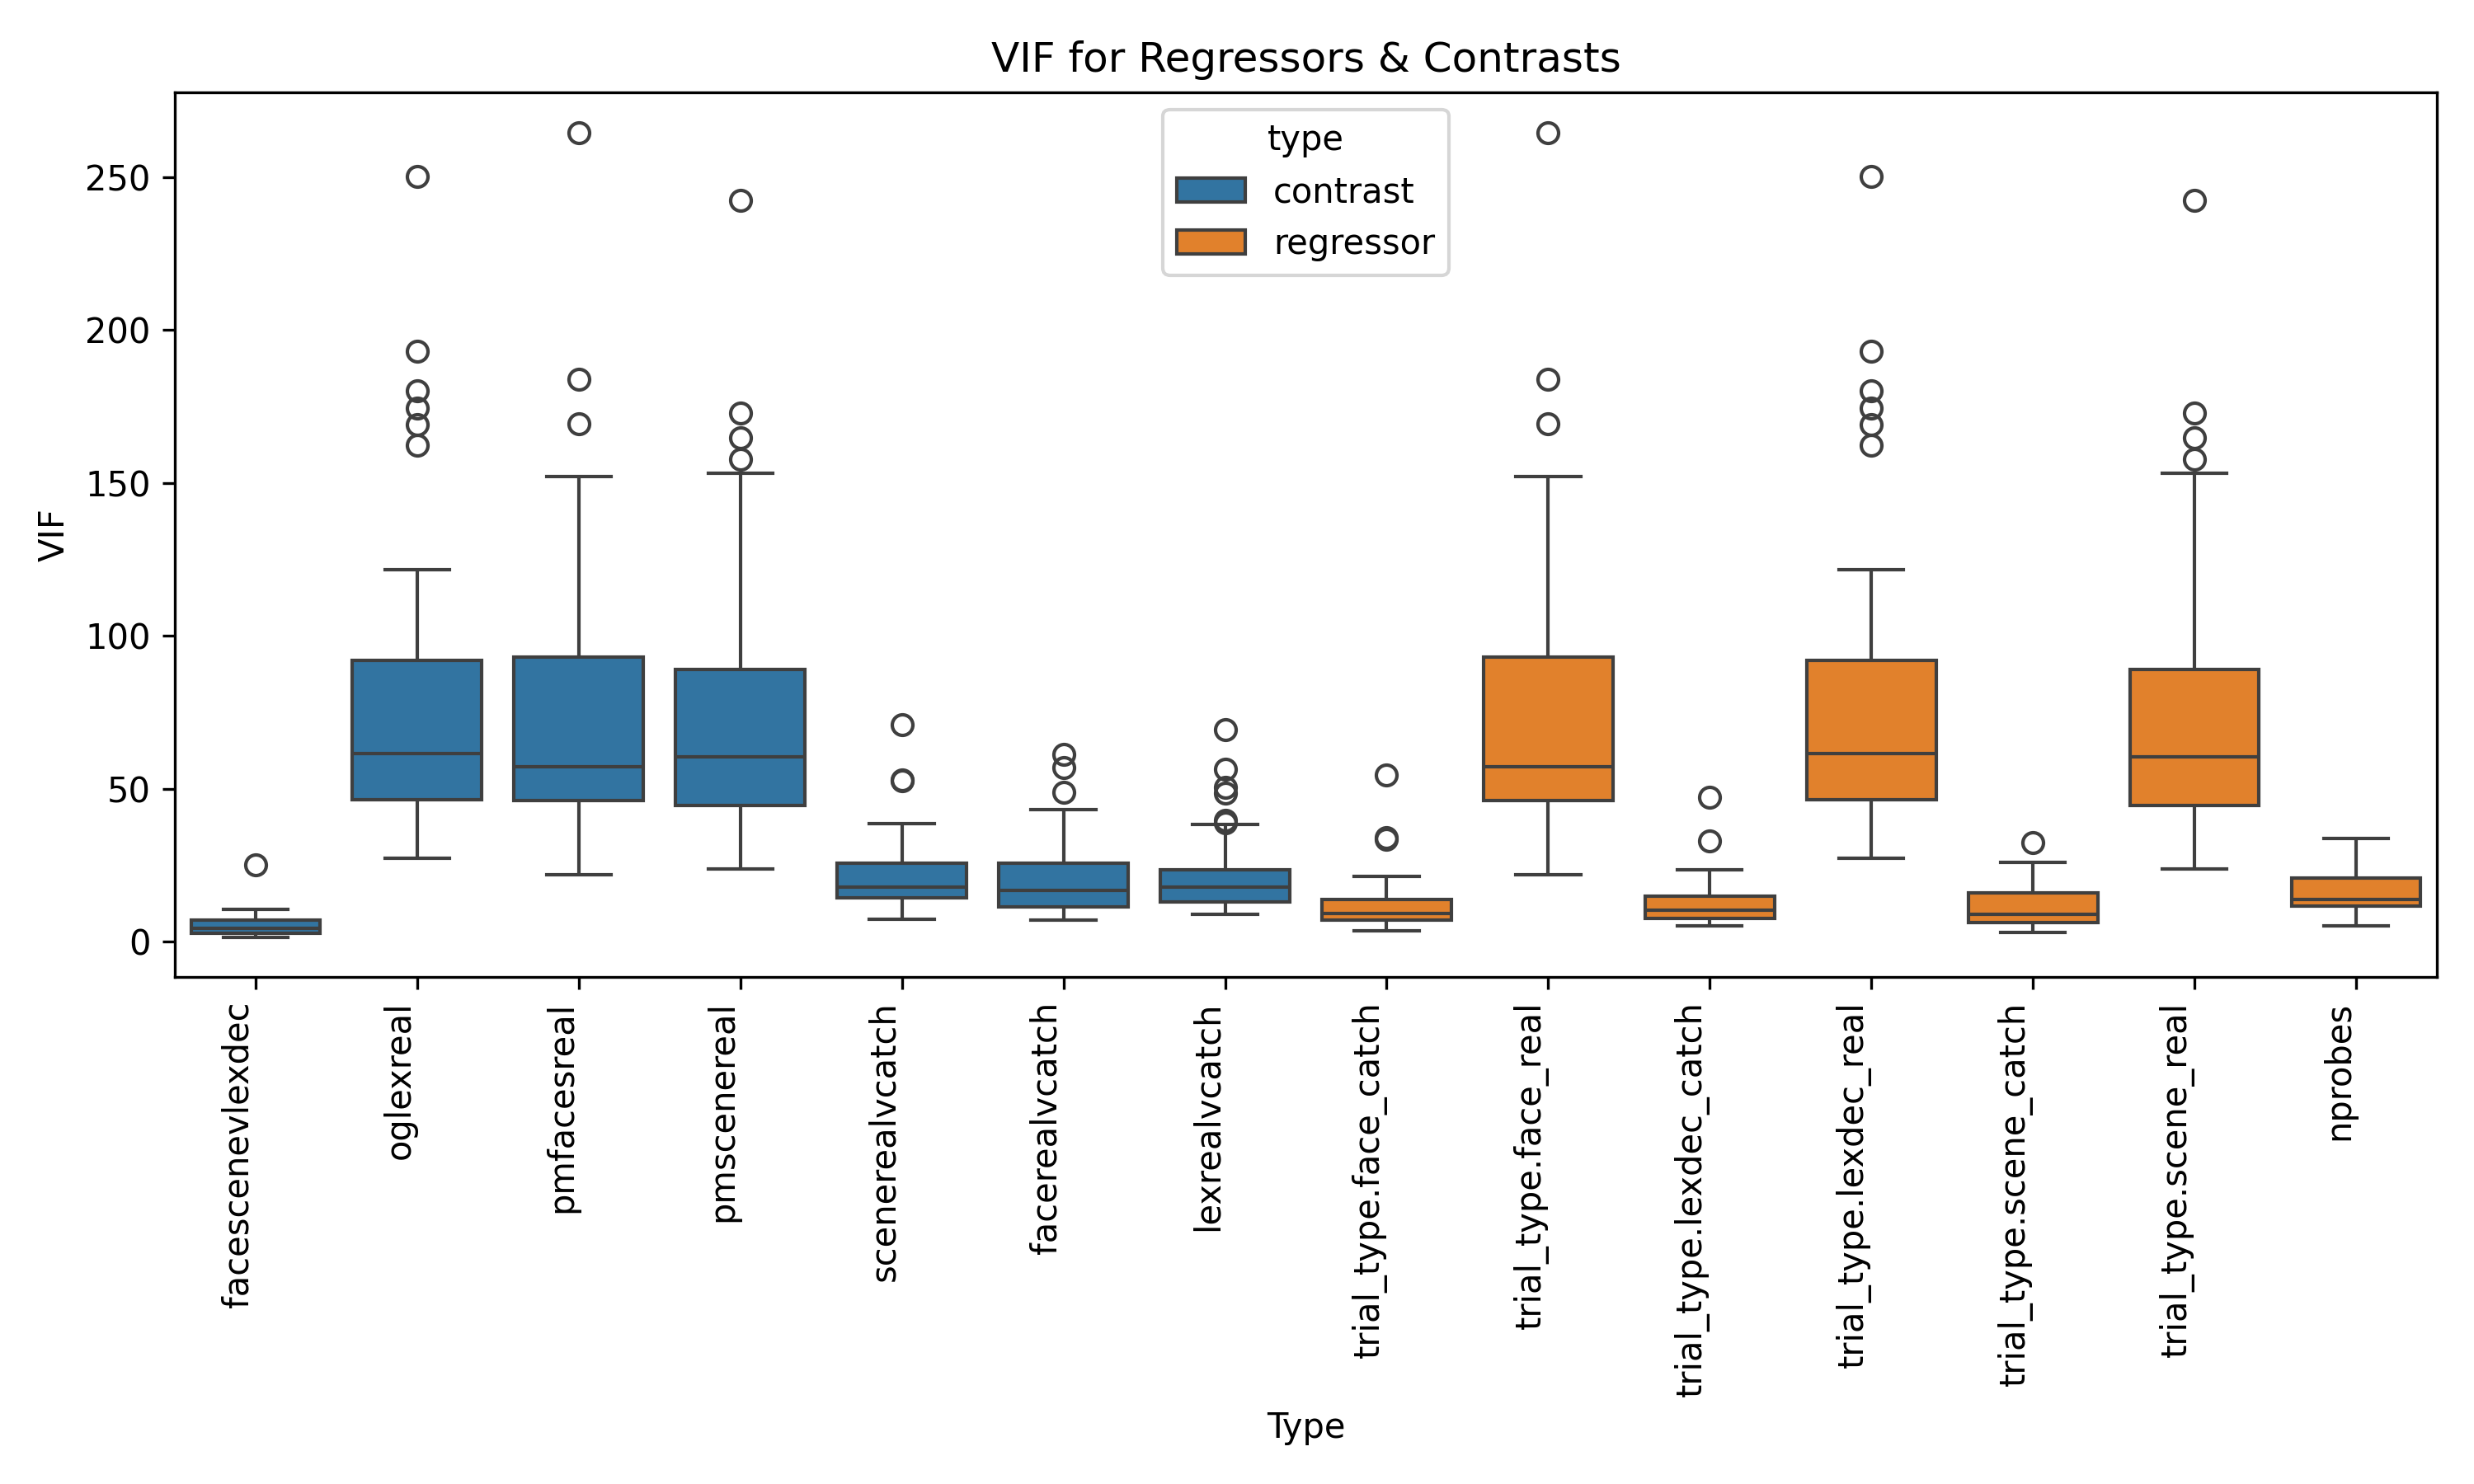 VIF for Regressors & Contrasts
type
contrast
regressor
VIF
250
200
150
100
50
0
facescenevlexdec
oglexreal
pmfacesreal
pmscenereal
scenerealvcatch
facerealvcatch
lexrealvcatch
trial_type.face_catch
trial_type.face_real
trial_type.lexdec_catch
trial_type.lexdec_real
trial_type.scene_catch
trial_type.scene_real
nprobes
Type